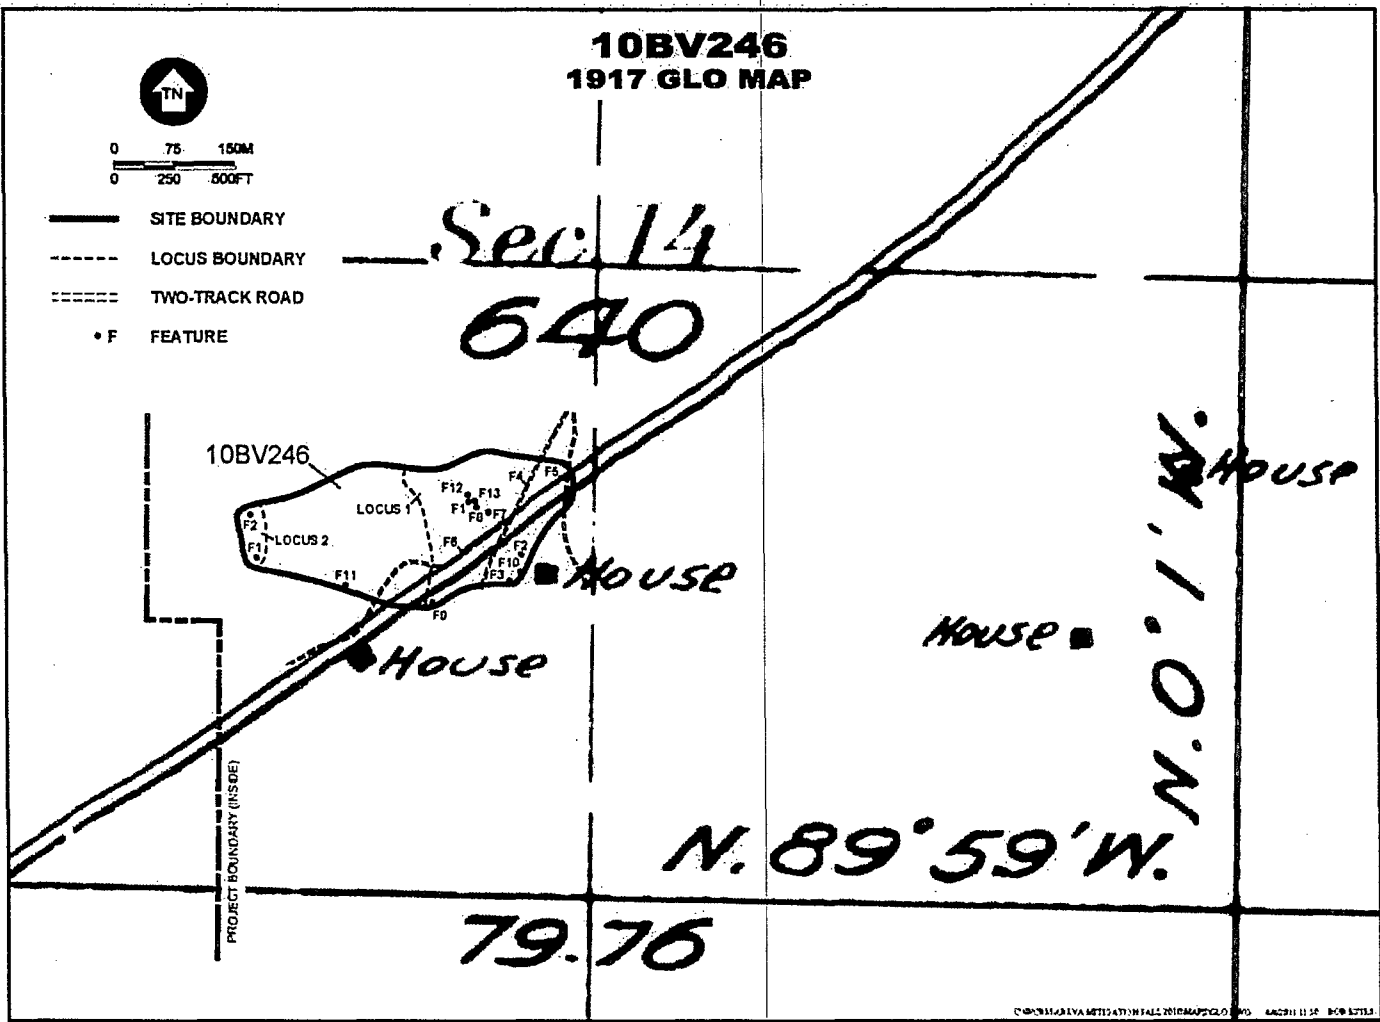 10BV246
1917 GLO MAP
TN
0 75 150M
0 250 500FT
SITE BOUNDARY
LOCUS BOUNDARY
TWO-TRACK ROAD
F FEATURE
Sec. 14
640
10BV246
F4 F5
F12 F13
LOCUS 1
F1 F8 F7
F2
LOCUS 2
F1
F6
F2
F10
F3
F11
F9
House
House
House
House
N. 0° 1' W.
PROJECT BOUNDARY (INSIDE)
N. 89° 59' W.
79.76